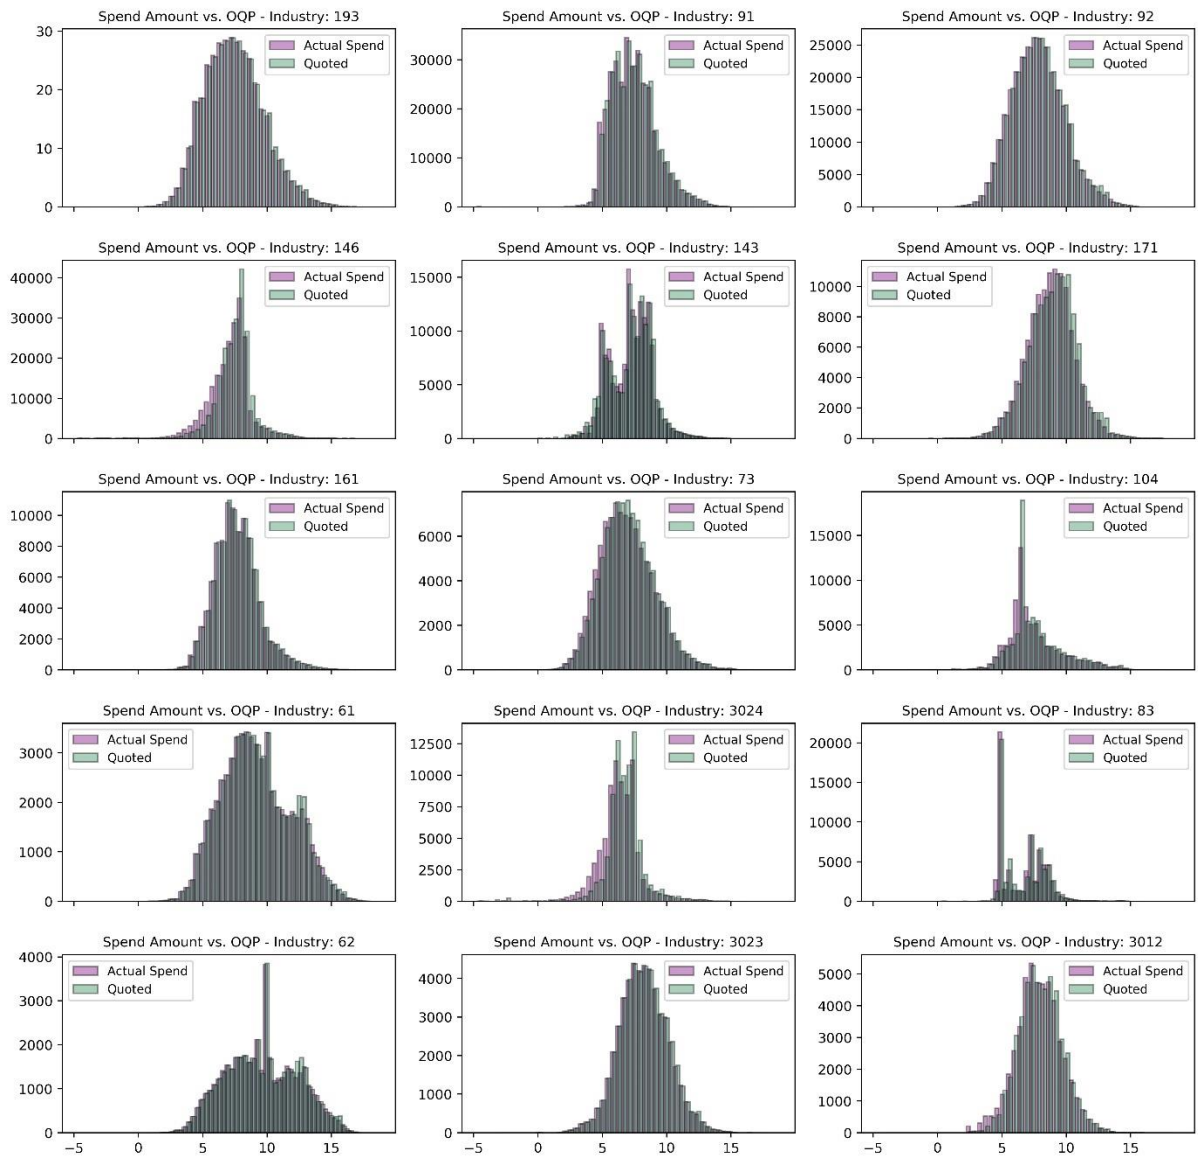 Spend Amount vs. OQP - Industry: 193
Actual Spend
Quoted
30
20
10
0
Spend Amount vs. OQP - Industry: 91
Actual Spend
Quoted
30000
20000
10000
0
Spend Amount vs. OQP - Industry: 92
Actual Spend
Quoted
25000
20000
15000
10000
5000
0
Spend Amount vs. OQP - Industry: 146
Actual Spend
Quoted
40000
30000
20000
10000
0
Spend Amount vs. OQP - Industry: 143
Actual Spend
Quoted
15000
12500
10000
7500
5000
2500
0
Spend Amount vs. OQP - Industry: 171
Actual Spend
Quoted
10000
8000
6000
4000
2000
0
Spend Amount vs. OQP - Industry: 161
Actual Spend
Quoted
10000
8000
6000
4000
2000
0
Spend Amount vs. OQP - Industry: 73
Actual Spend
Quoted
6000
4000
2000
0
Spend Amount vs. OQP - Industry: 104
Actual Spend
Quoted
15000
10000
5000
0
Spend Amount vs. OQP - Industry: 61
Actual Spend
Quoted
3000
2000
1000
0
Spend Amount vs. OQP - Industry: 3024
Actual Spend
Quoted
12500
10000
7500
5000
2500
0
Spend Amount vs. OQP - Industry: 83
Actual Spend
Quoted
20000
15000
10000
5000
0
Spend Amount vs. OQP - Industry: 62
Actual Spend
Quoted
4000
3000
2000
1000
0
−5 0 5 10 15
Spend Amount vs. OQP - Industry: 3023
Actual Spend
Quoted
4000
3000
2000
1000
0
−5 0 5 10 15
Spend Amount vs. OQP - Industry: 3012
Actual Spend
Quoted
5000
4000
3000
2000
1000
0
−5 0 5 10 15